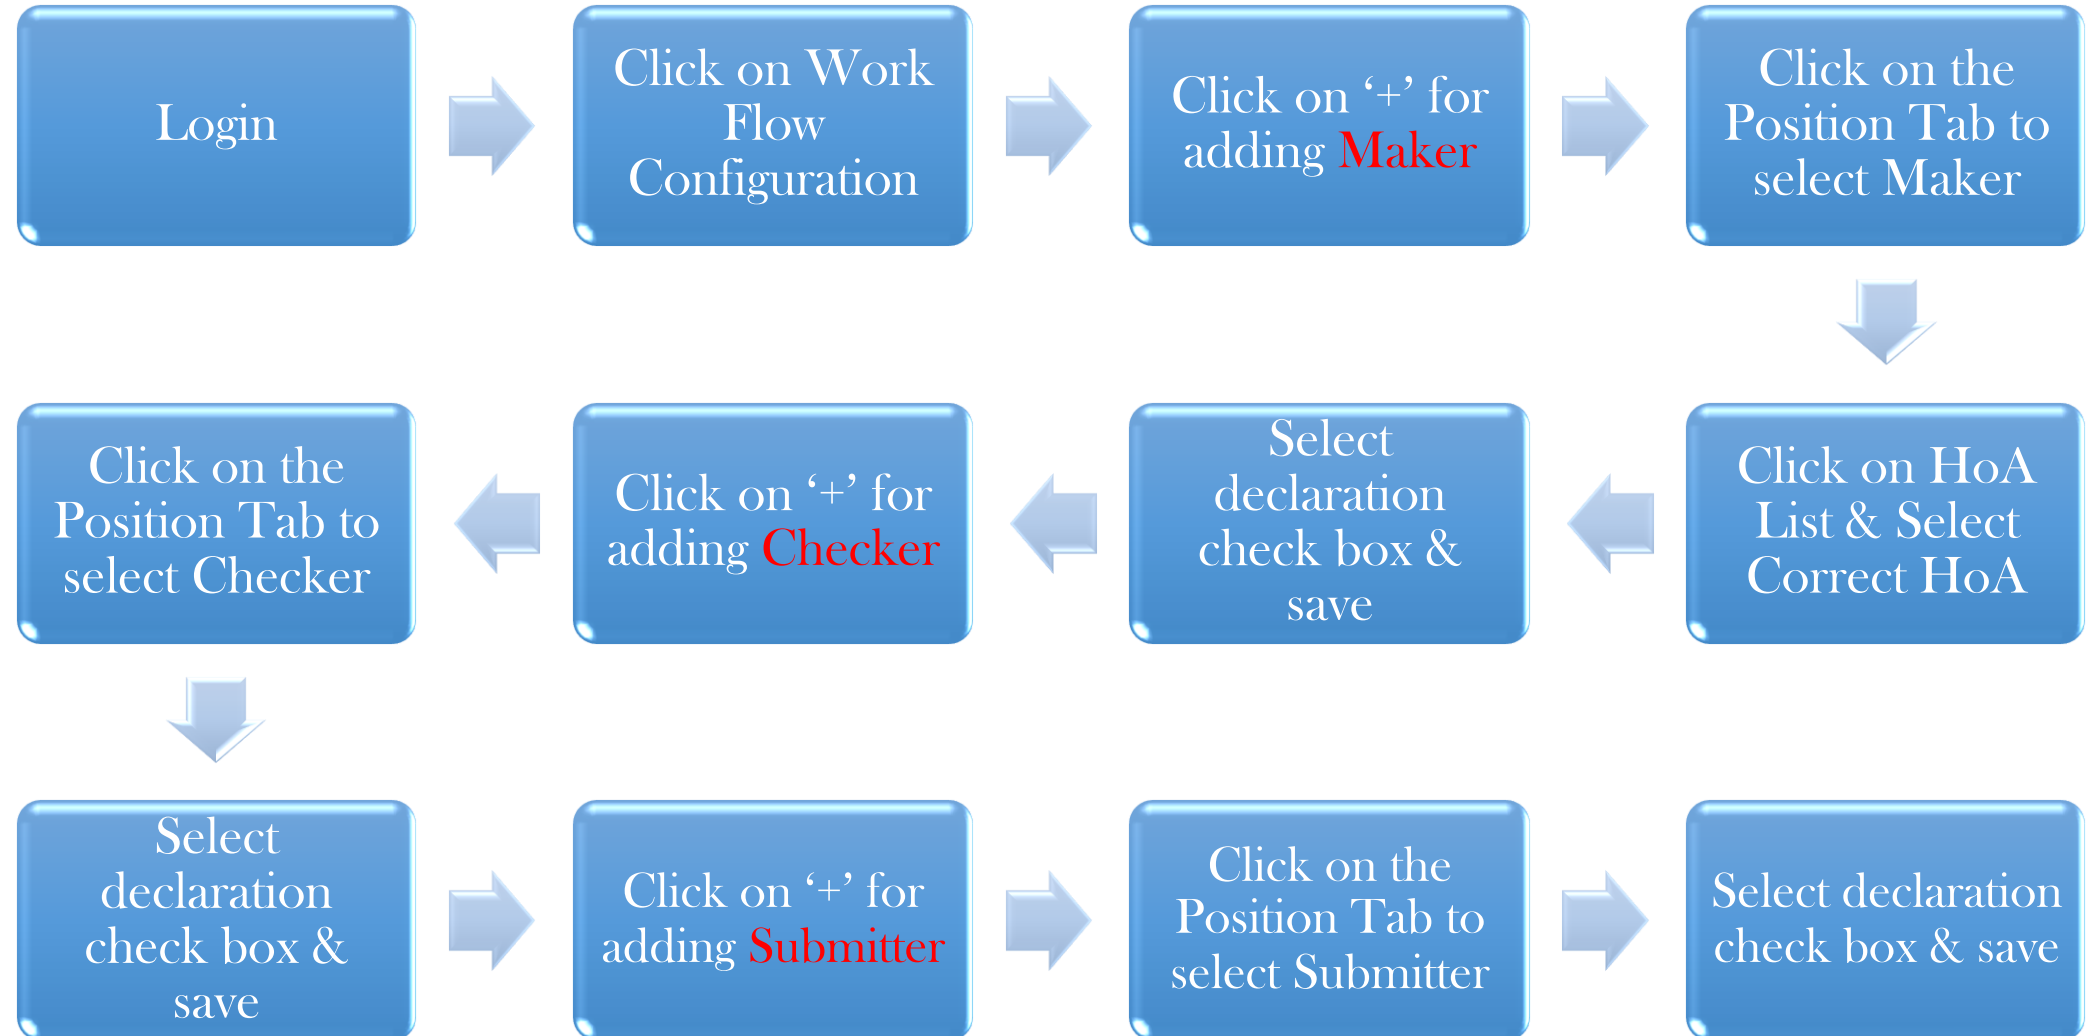 Login
Click on Work
Flow
Configuration
Click on ‘+’ for
adding Maker
Click on the
Position Tab to
select Maker
Click on HoA
List & Select
Correct HoA
Select
declaration
check box &
save
Click on ‘+’ for
adding Checker
Click on the
Position Tab to
select Checker
Select
declaration
check box &
save
Click on ‘+’ for
adding Submitter
Click on the
Position Tab to
select Submitter
Select declaration
check box & save